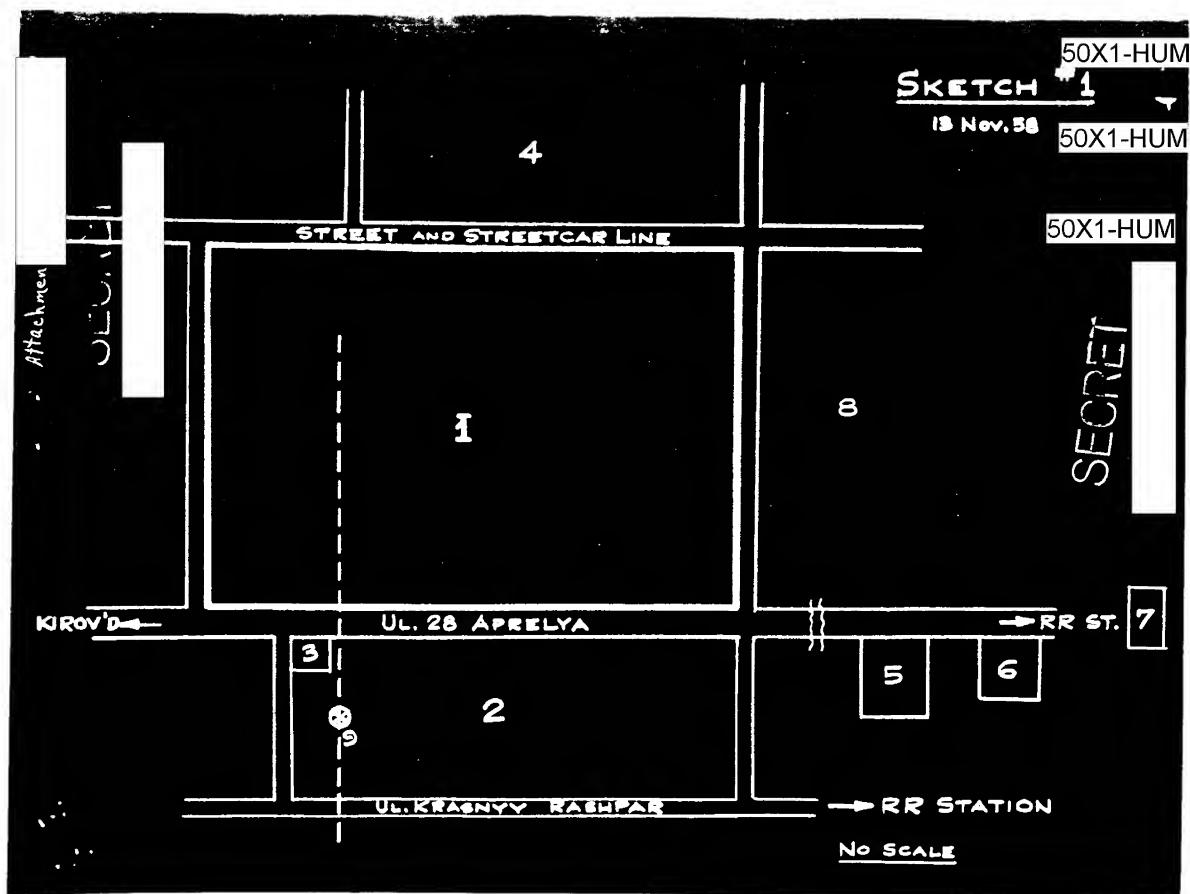 50X1-HUM
SKETCH #1
13 Nov. 58
50X1-HUM
4
50X1-HUM
STREET AND STREETCAR LINE
Attachmen
SECRET
SECRET
8
1
KIROV'D
UL. 28 APRELYA
RR ST.
7
3
5
6
2
9
UL. KRASNYY RASHPAR
RR STATION
NO SCALE